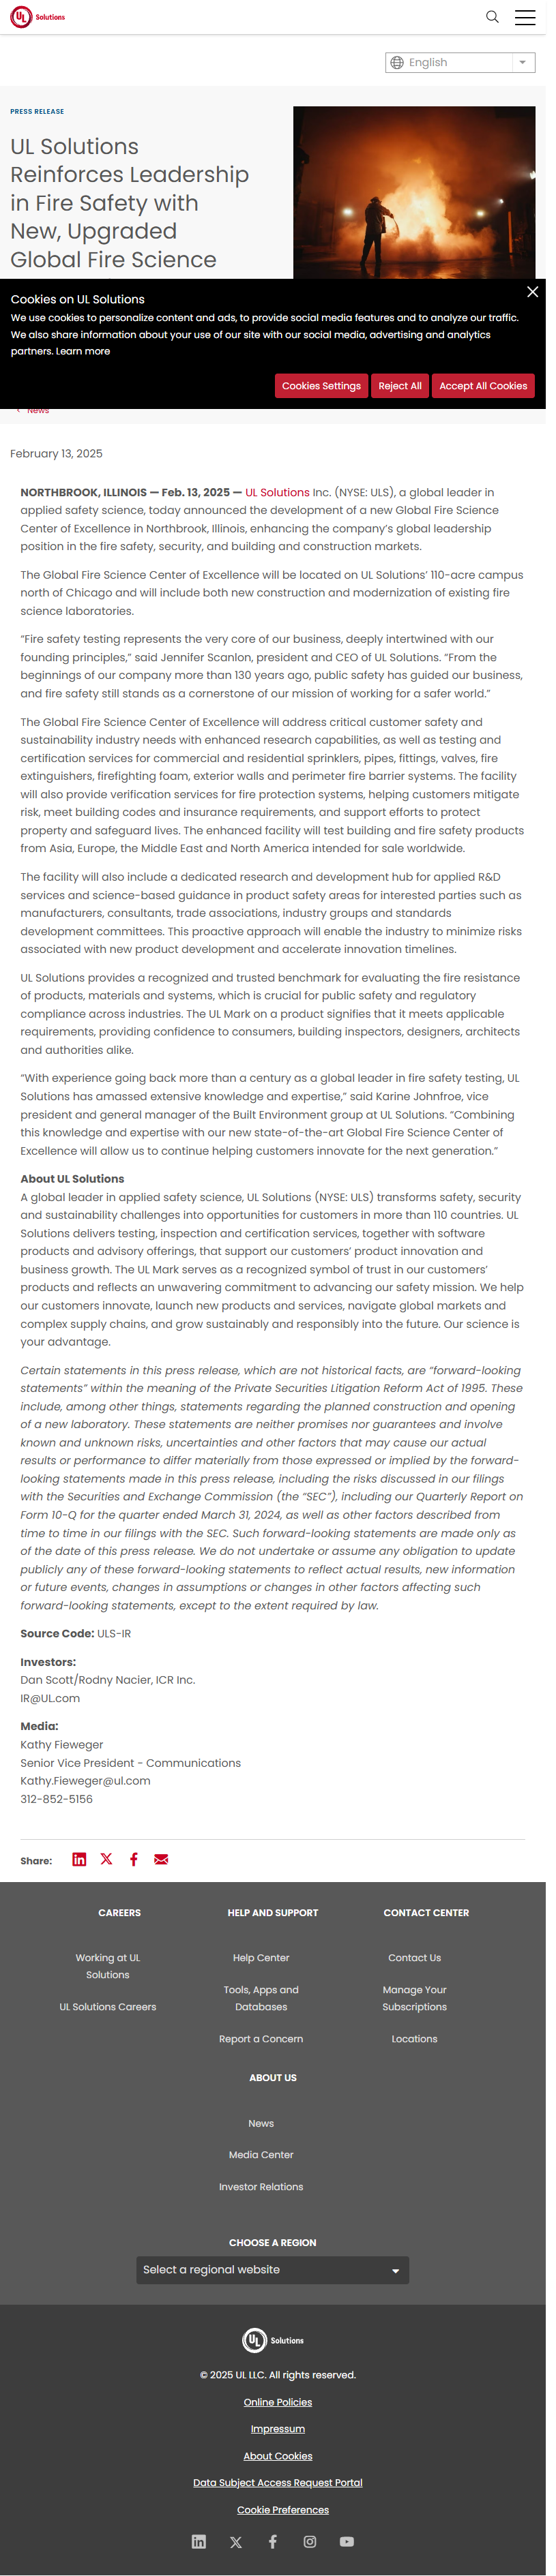 UL Solutions
English
PRESS RELEASE
UL Solutions
Reinforces Leadership
in Fire Safety with
New, Upgraded
Global Fire Science
Cookies on UL Solutions
We use cookies to personalize content and ads, to provide social media features and to analyze our traffic.
We also share information about your use of our site with our social media, advertising and analytics
partners. Learn more
Cookies Settings
Reject All
Accept All Cookies
News
February 13, 2025
NORTHBROOK, ILLINOIS — Feb. 13, 2025 — UL Solutions Inc. (NYSE: ULS), a global leader in
applied safety science, today announced the development of a new Global Fire Science
Center of Excellence in Northbrook, Illinois, enhancing the company’s global leadership
position in the fire safety, security, and building and construction markets.
The Global Fire Science Center of Excellence will be located on UL Solutions’ 110-acre campus
north of Chicago and will include both new construction and modernization of existing fire
science laboratories.
“Fire safety testing represents the very core of our business, deeply intertwined with our
founding principles,” said Jennifer Scanlon, president and CEO of UL Solutions. “From the
beginnings of our company more than 130 years ago, public safety has guided our business,
and fire safety still stands as a cornerstone of our mission of working for a safer world.”
The Global Fire Science Center of Excellence will address critical customer safety and
sustainability industry needs with enhanced research capabilities, as well as testing and
certification services for commercial and residential sprinklers, pipes, fittings, valves, fire
extinguishers, firefighting foam, exterior walls and perimeter fire barrier systems. The facility
will also provide verification services for fire protection systems, helping customers mitigate
risk, meet building codes and insurance requirements, and support efforts to protect
property and safeguard lives. The enhanced facility will test building and fire safety products
from Asia, Europe, the Middle East and North America intended for sale worldwide.
The facility will also include a dedicated research and development hub for applied R&D
services and science-based guidance in product safety areas for interested parties such as
manufacturers, consultants, trade associations, industry groups and standards
development committees. This proactive approach will enable the industry to minimize risks
associated with new product development and accelerate innovation timelines.
UL Solutions provides a recognized and trusted benchmark for evaluating the fire resistance
of products, materials and systems, which is crucial for public safety and regulatory
compliance across industries. The UL Mark on a product signifies that it meets applicable
requirements, providing confidence to consumers, building inspectors, designers, architects
and authorities alike.
“With experience going back more than a century as a global leader in fire safety testing, UL
Solutions has amassed extensive knowledge and expertise,” said Karine Johnfroe, vice
president and general manager of the Built Environment group at UL Solutions. “Combining
this knowledge and expertise with our new state-of-the-art Global Fire Science Center of
Excellence will allow us to continue helping customers innovate for the next generation.”
About UL Solutions
A global leader in applied safety science, UL Solutions (NYSE: ULS) transforms safety, security
and sustainability challenges into opportunities for customers in more than 110 countries. UL
Solutions delivers testing, inspection and certification services, together with software
products and advisory offerings, that support our customers’ product innovation and
business growth. The UL Mark serves as a recognized symbol of trust in our customers’
products and reflects an unwavering commitment to advancing our safety mission. We help
our customers innovate, launch new products and services, navigate global markets and
complex supply chains, and grow sustainably and responsibly into the future. Our science is
your advantage.
Certain statements in this press release, which are not historical facts, are “forward-looking
statements” within the meaning of the Private Securities Litigation Reform Act of 1995. These
include, among other things, statements regarding the planned construction and opening
of a new laboratory. These statements are neither promises nor guarantees and involve
known and unknown risks, uncertainties and other factors that may cause our actual
results or performance to differ materially from those expressed or implied by the forward-
looking statements made in this press release, including the risks discussed in our filings
with the Securities and Exchange Commission (the “SEC”), including our Quarterly Report on
Form 10-Q for the quarter ended March 31, 2024, as well as other factors described from
time to time in our filings with the SEC. Such forward-looking statements are made only as
of the date of this press release. We do not undertake or assume any obligation to update
publicly any of these forward-looking statements to reflect actual results, new information
or future events, changes in assumptions or changes in other factors affecting such
forward-looking statements, except to the extent required by law.
Source Code: ULS-IR
Investors:
Dan Scott/Rodny Nacier, ICR Inc.
IR@UL.com
Media:
Kathy Fieweger
Senior Vice President - Communications
Kathy.Fieweger@ul.com
312-852-5156
Share:
CAREERS
Working at UL
Solutions
UL Solutions Careers
HELP AND SUPPORT
Help Center
Tools, Apps and
Databases
Report a Concern
CONTACT CENTER
Contact Us
Manage Your
Subscriptions
Locations
ABOUT US
News
Media Center
Investor Relations
CHOOSE A REGION
Select a regional website
UL Solutions
© 2025 UL LLC. All rights reserved.
Online Policies
Impressum
About Cookies
Data Subject Access Request Portal
Cookie Preferences